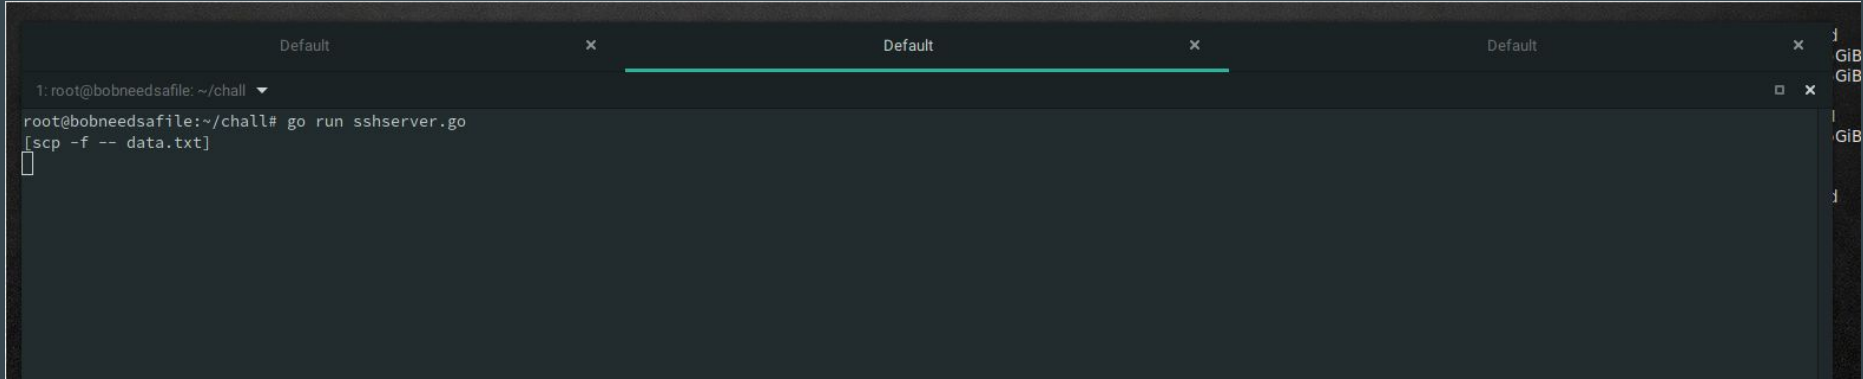 Default × Default × Default ×
1: root@bobneedsafile: ~/chall
root@bobneedsafile:~/chall# go run sshserver.go
[scp -f -- data.txt]
GiB
GiB
GiB